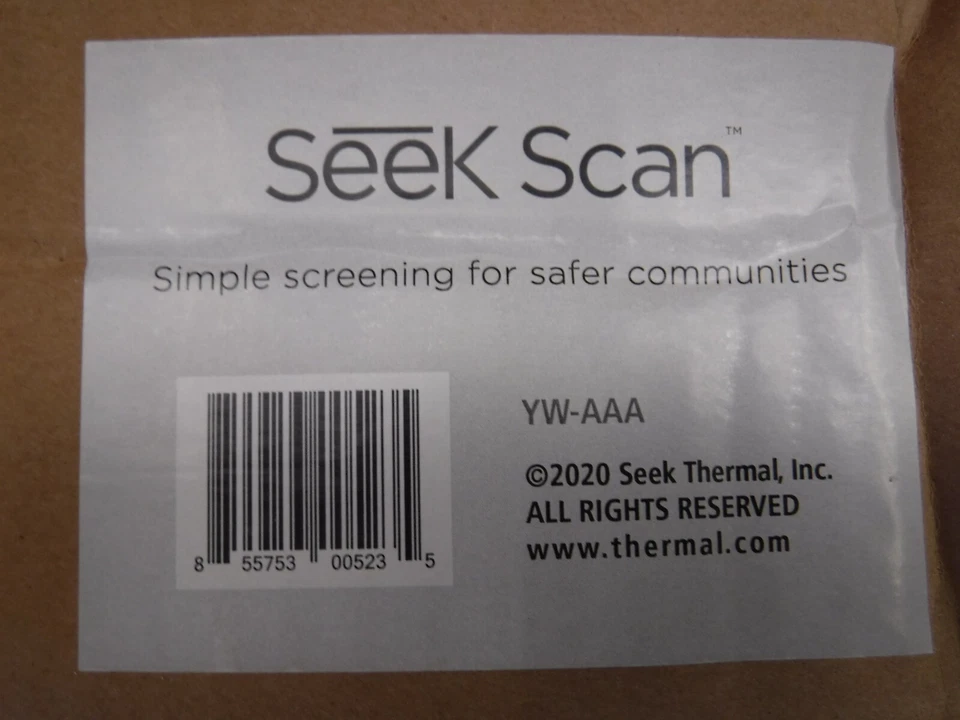 Seek Scan™
Simple screening for safer communities
YW-AAA
©2020 Seek Thermal, Inc.
ALL RIGHTS RESERVED
www.thermal.com
8 55753 00523 5